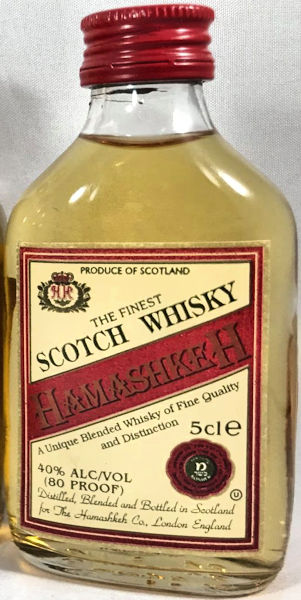 PRODUCE OF SCOTLAND
THE FINEST
SCOTCH WHISKY
HAMASHKEH
A Unique Blended Whisky of Fine Quality
and Distinction
5cl℮
40% ALC/VOL
(80 PROOF)
Distilled, Blended and Bottled in Scotland
for The Hamashkeh Co., London England
U